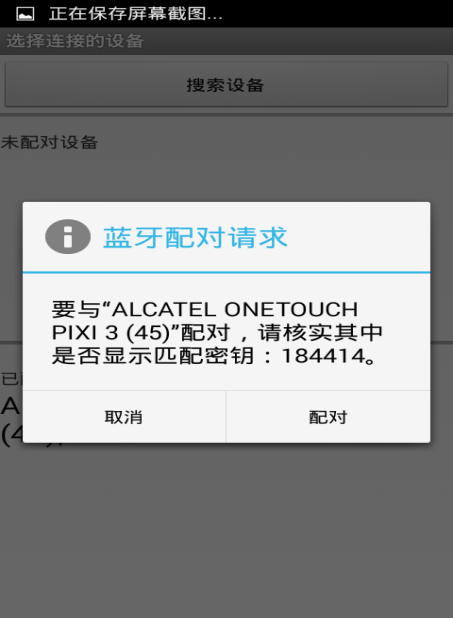 正在保存屏幕截图...
选择连接的设备
搜索设备
未配对设备
蓝牙配对请求
要与“ALCATEL ONETOUCH
PIXI 3 (45)”配对，请核实其中
是否显示匹配密钥：184414。
已
A
(4
取消
配对